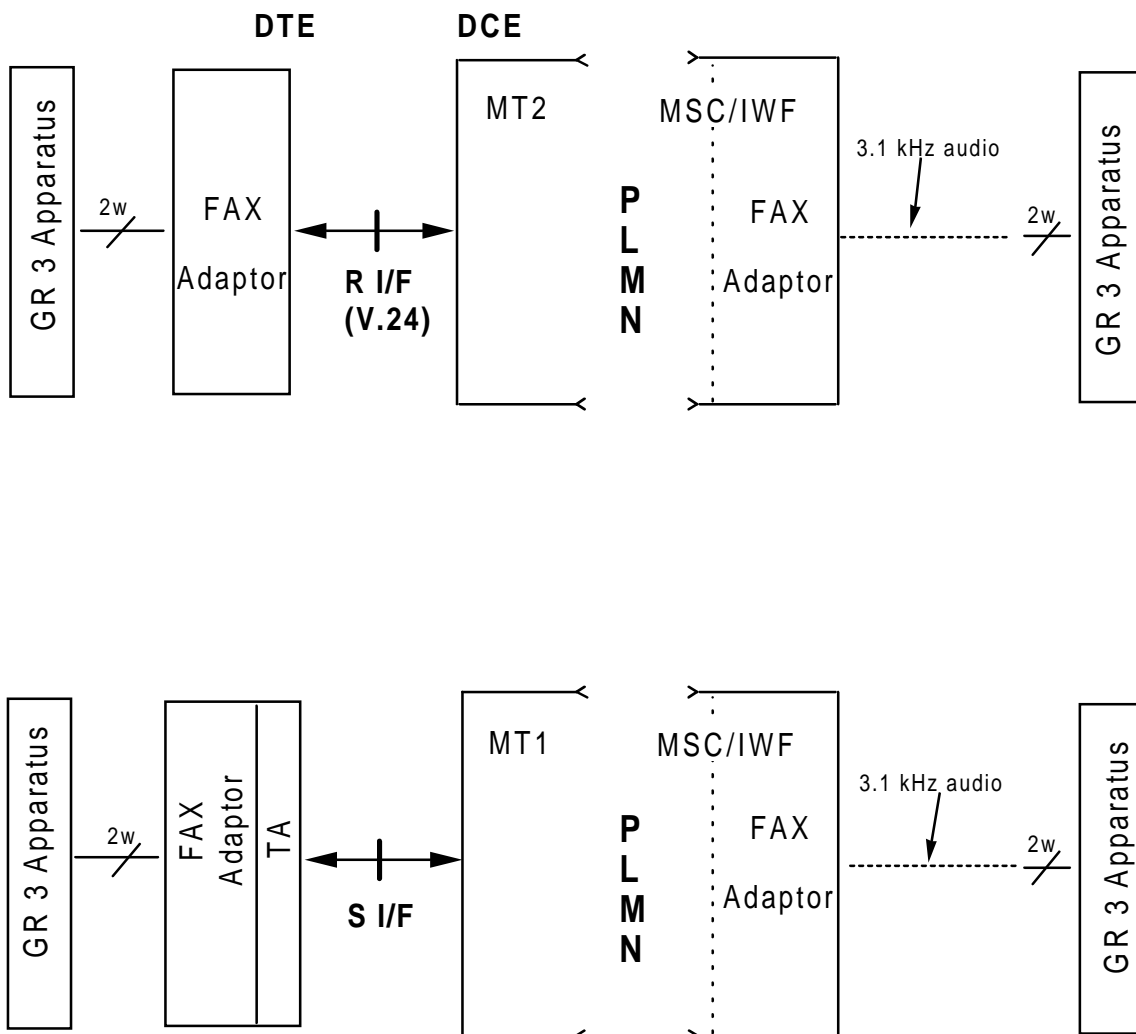 DTE
DCE
GR 3 Apparatus
2w
FAX
Adaptor
R I/F
(V.24)
MT2
P
L
M
N
MSC/IWF
FAX
Adaptor
3.1 kHz audio
2w
GR 3 Apparatus
GR 3 Apparatus
2w
FAX
Adaptor
TA
S I/F
MT1
P
L
M
N
MSC/IWF
FAX
Adaptor
3.1 kHz audio
2w
GR 3 Apparatus